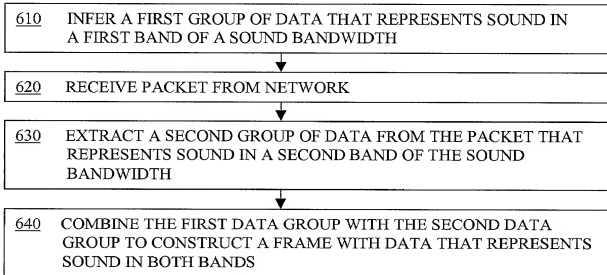 610 INFER A FIRST GROUP OF DATA THAT REPRESENTS SOUND IN
A FIRST BAND OF A SOUND BANDWIDTH
620 RECEIVE PACKET FROM NETWORK
630 EXTRACT A SECOND GROUP OF DATA FROM THE PACKET THAT
REPRESENTS SOUND IN A SECOND BAND OF THE SOUND
BANDWIDTH
640 COMBINE THE FIRST DATA GROUP WITH THE SECOND DATA
GROUP TO CONSTRUCT A FRAME WITH DATA THAT REPRESENTS
SOUND IN BOTH BANDS